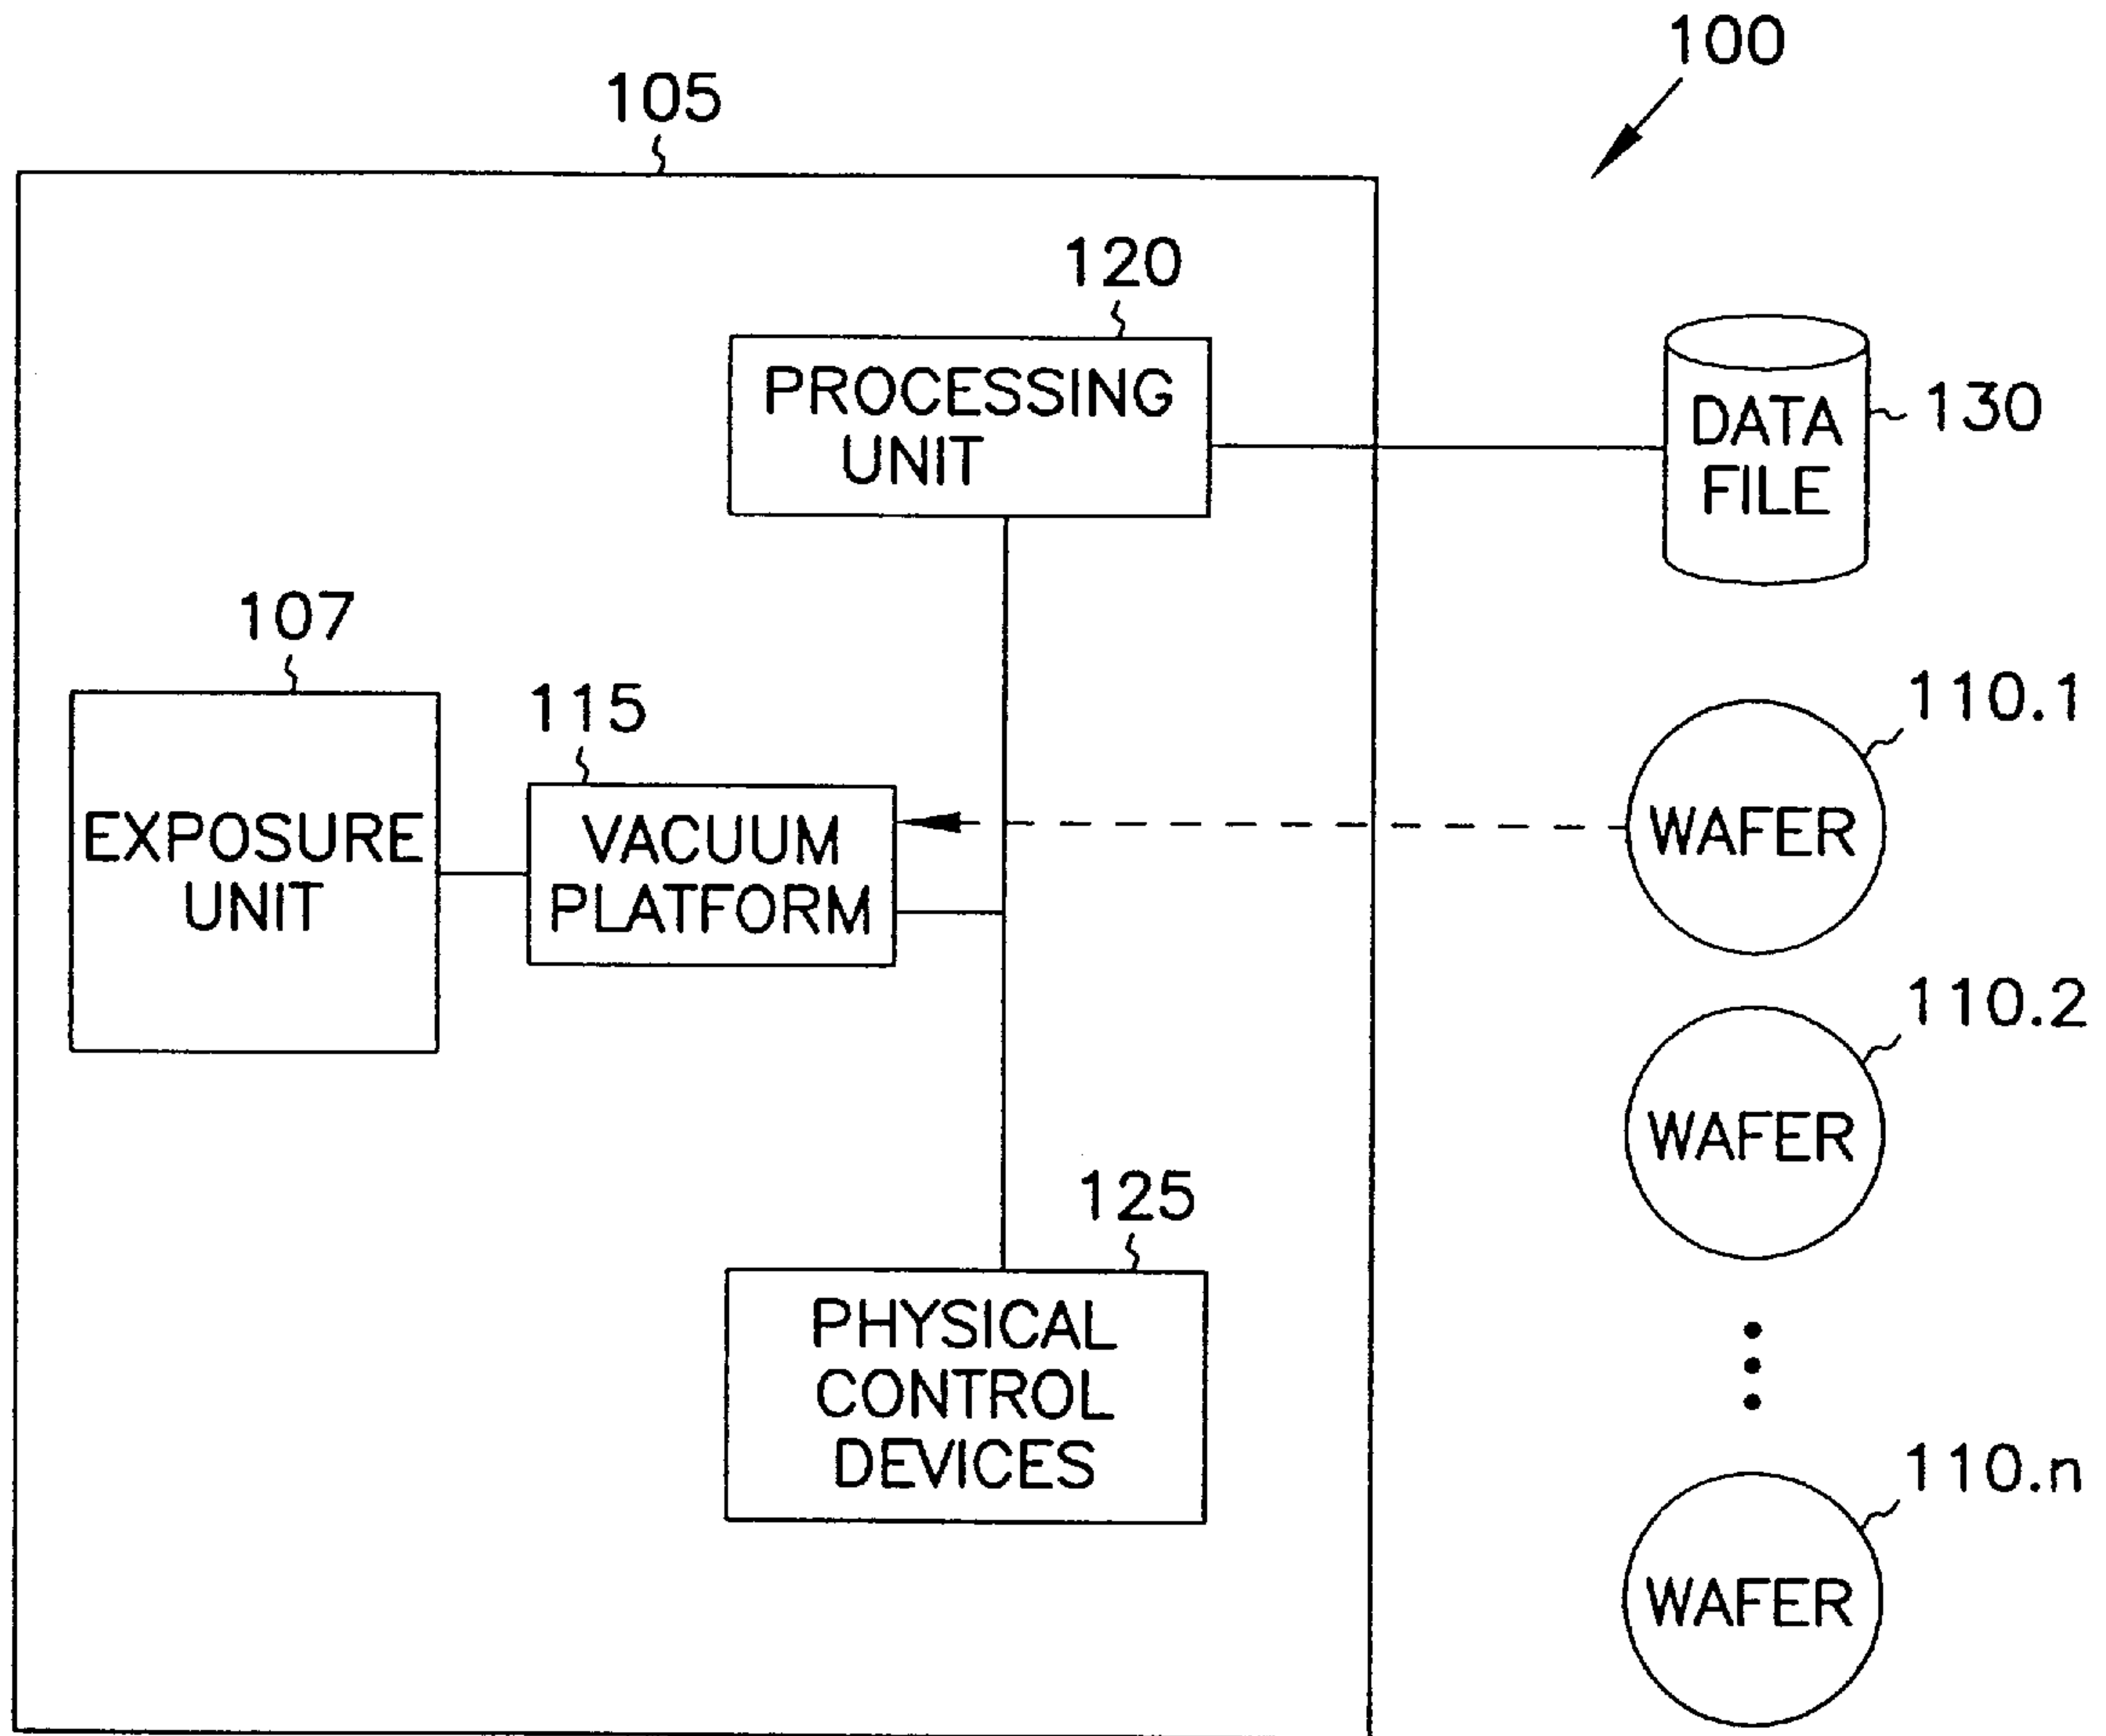 100
105
120
PROCESSING
UNIT
DATA
FILE
130
107
EXPOSURE
UNIT
115
VACUUM
PLATFORM
110.1
WAFER
110.2
WAFER
125
PHYSICAL
CONTROL
DEVICES
110.n
WAFER